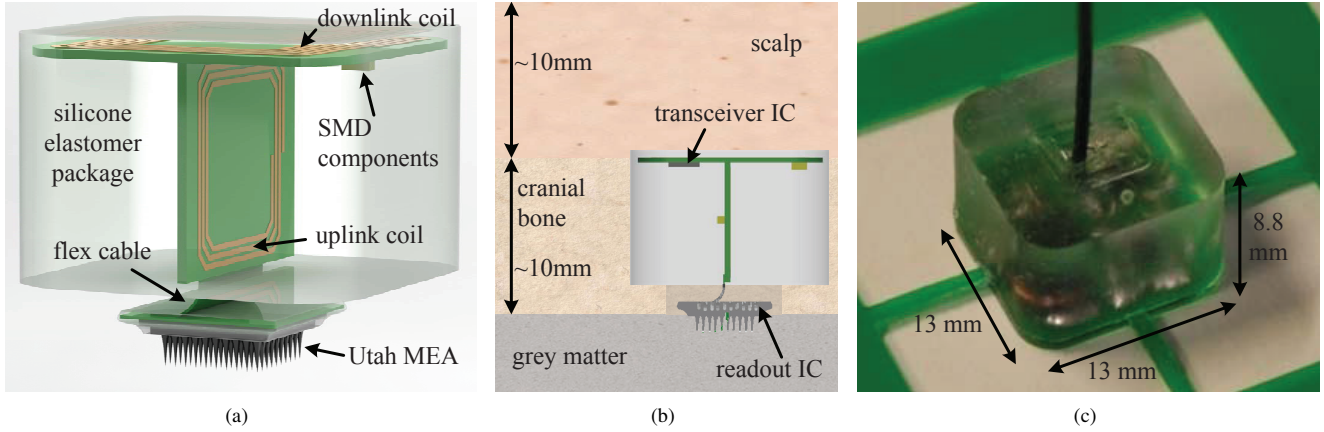 downlink coil
silicone
elastomer
package
SMD
components
uplink coil
flex cable
Utah MEA
(a)
~10mm
scalp
transceiver IC
cranial
bone
~10mm
grey matter
readout IC
(b)
8.8
mm
13 mm
13 mm
(c)